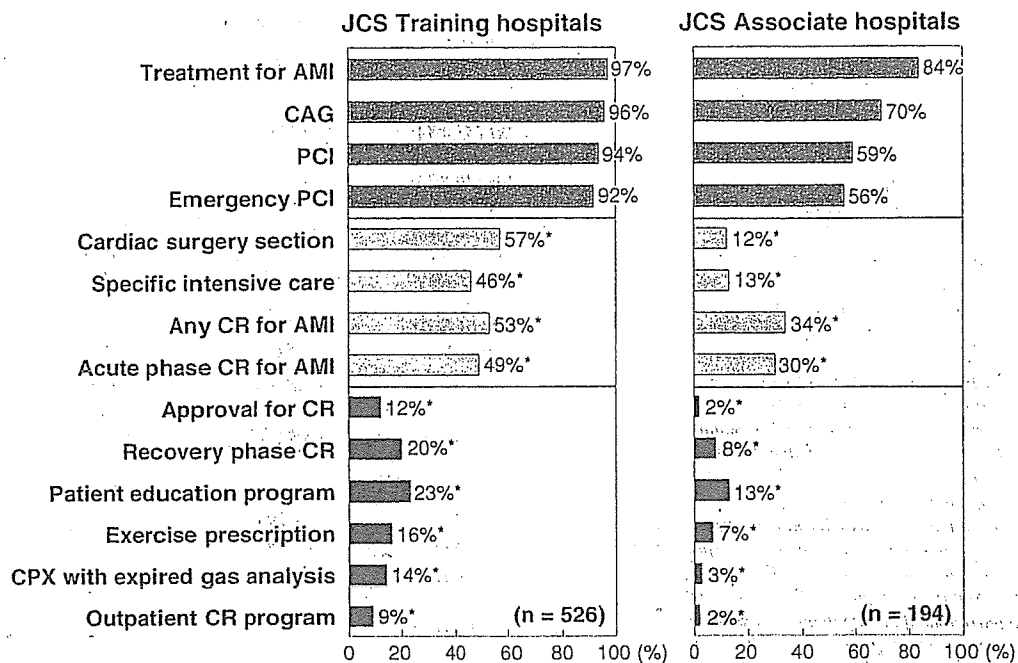 JCS Training hospitals JCS Associate hospitals
Treatment for AMI 97% 84%
CAG 96% 70%
PCI 94% 59%
Emergency PCI 92% 56%
Cardiac surgery section 57%* 12%*
Specific intensive care 46%* 13%*
Any CR for AMI 53%* 34%*
Acute phase CR for AMI 49%* 30%*
Approval for CR 12%* 2%*
Recovery phase CR 20%* 8%*
Patient education program 23%* 13%*
Exercise prescription 16%* 7%*
CPX with expired gas analysis 14%* 3%*
Outpatient CR program 9%* (n = 526) 2%* (n = 194)
0 20 40 60 80 100 (%) 0 20 40 60 80 100 (%)